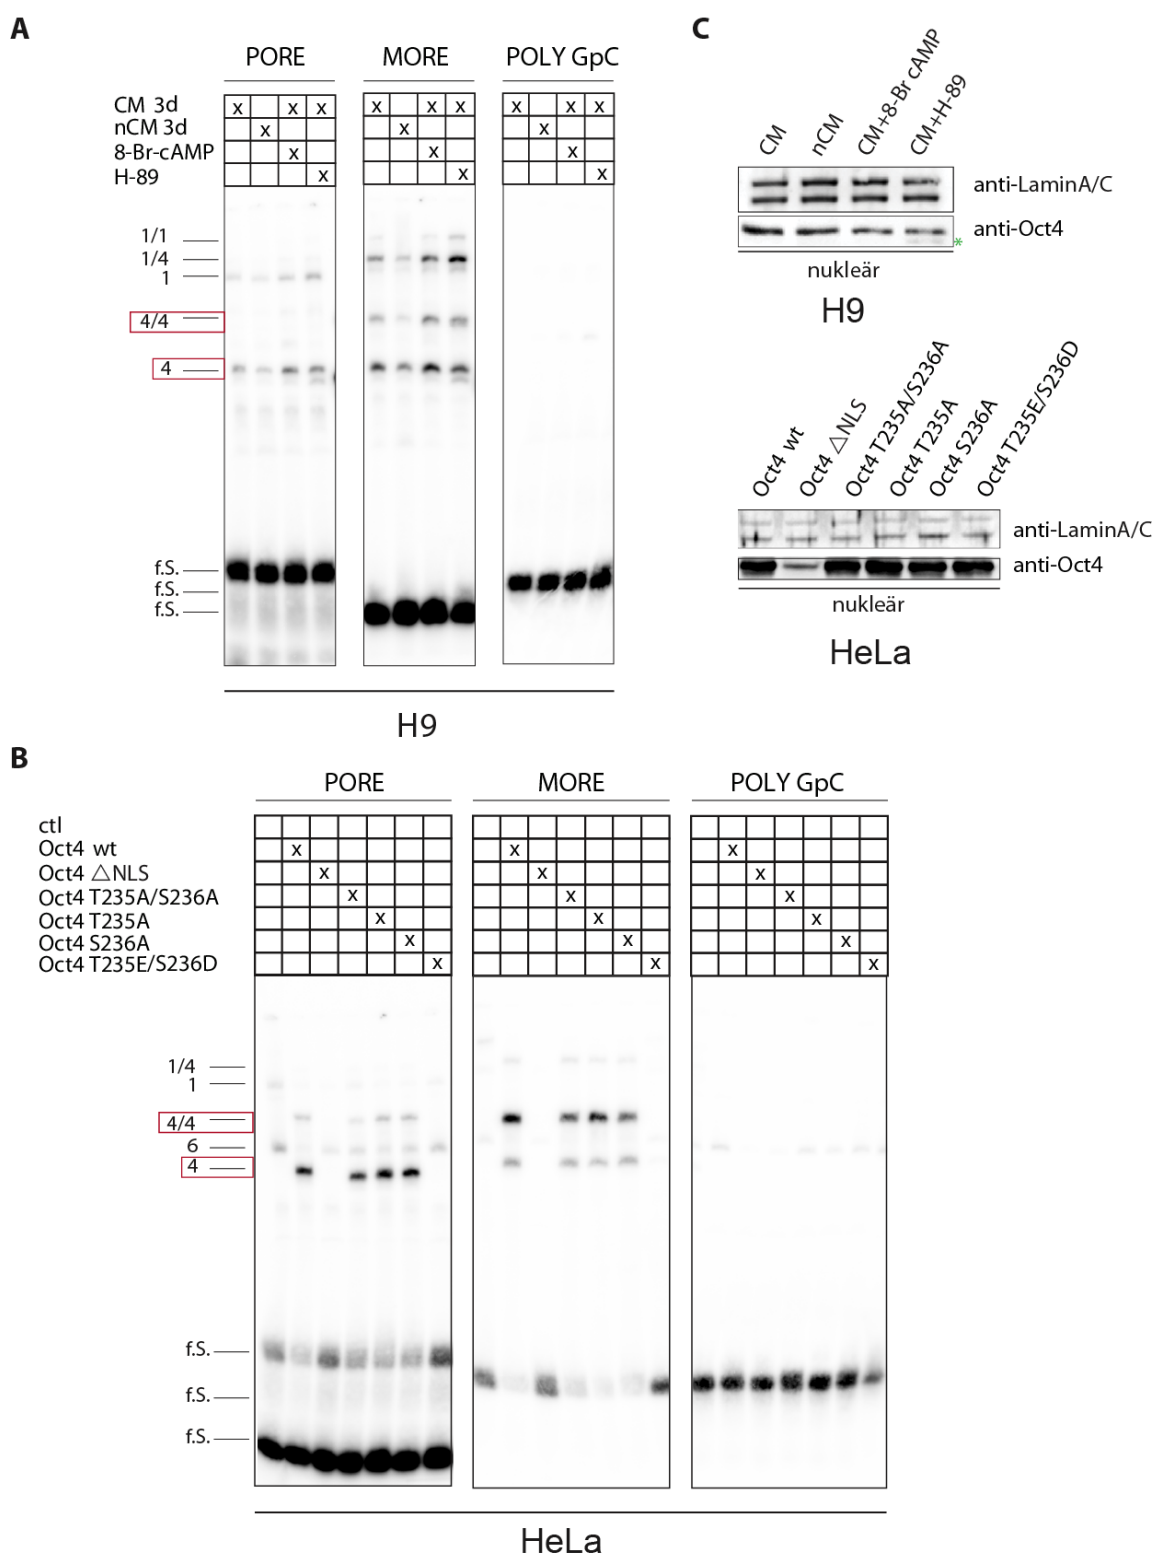 A
PORE
MORE
POLY GpC
CM 3d x x x x x x x x x
nCM 3d x x x
8-Br-cAMP x x x
H-89 x x x
1/1
1/4
1
4/4
4
f.S.
f.S.
f.S.
H9
C
CM
nCM
CM+8-Br cAMP
CM+H-89
anti-LaminA/C
anti-Oct4
*
nukleär
H9
Oct4 wt
Oct4 △NLS
Oct4 T235A/S236A
Oct4 T235A
Oct4 S236A
Oct4 T235E/S236D
anti-LaminA/C
anti-Oct4
nukleär
HeLa
B
PORE
MORE
POLY GpC
ctl
Oct4 wt x x x
Oct4 △NLS x x x
Oct4 T235A/S236A x x x
Oct4 T235A x x x
Oct4 S236A x x x
Oct4 T235E/S236D x x x
1/4
1
4/4
6
4
f.S.
f.S.
f.S.
HeLa